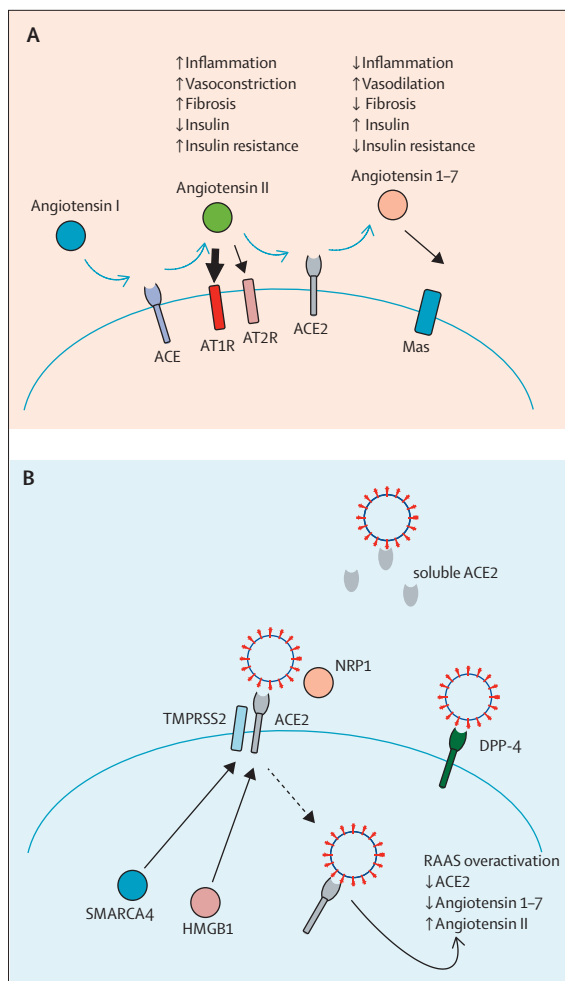 A
↑Inflammation
↑Vasoconstriction
↑Fibrosis
↓Insulin
↑Insulin resistance
↓Inflammation
↑Vasodilation
↓ Fibrosis
↑ Insulin
↓Insulin resistance
Angiotensin I
Angiotensin II
Angiotensin 1–7
ACE
AT1R
AT2R
ACE2
Mas
B
soluble ACE2
NRP1
TMPRSS2
ACE2
DPP-4
SMARCA4
HMGB1
RAAS overactivation
↓ACE2
↓Angiotensin 1–7
↑Angiotensin II